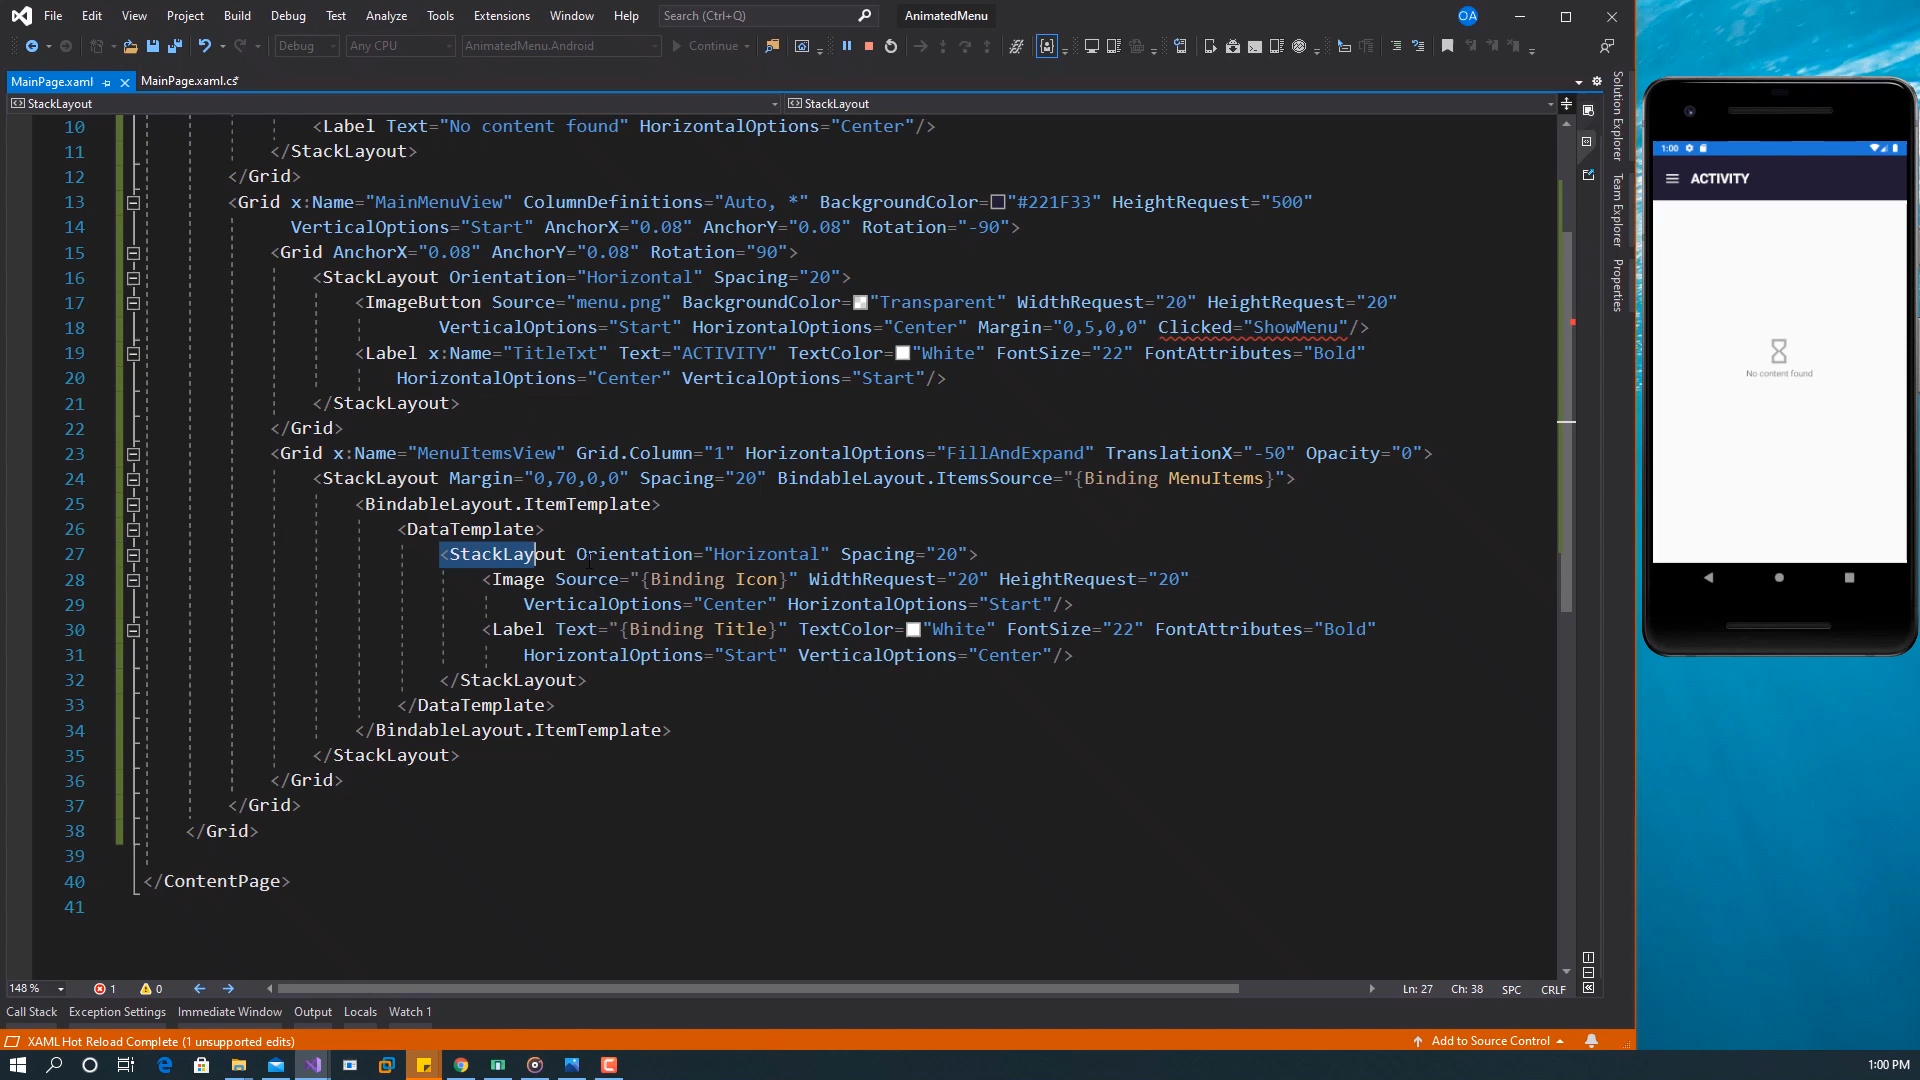 File Edit View Project Build Debug Test Analyze Tools Extensions Window Help Search (Ctrl+Q) AnimatedMenu OA
Debug Any CPU AnimatedMenu.Android Continue
MainPage.xaml MainPage.xaml.cs*
StackLayout StackLayout
10 <Label Text="No content found" HorizontalOptions="Center"/>
11 </StackLayout>
12 </Grid>
13 <Grid x:Name="MainMenuView" ColumnDefinitions="Auto, *" BackgroundColor="#221F33" HeightRequest="500"
14 VerticalOptions="Start" AnchorX="0.08" AnchorY="0.08" Rotation="-90">
15 <Grid AnchorX="0.08" AnchorY="0.08" Rotation="90">
16 <StackLayout Orientation="Horizontal" Spacing="20">
17 <ImageButton Source="menu.png" BackgroundColor="Transparent" WidthRequest="20" HeightRequest="20"
18 VerticalOptions="Start" HorizontalOptions="Center" Margin="0,5,0,0" Clicked="ShowMenu"/>
19 <Label x:Name="TitleTxt" Text="ACTIVITY" TextColor="White" FontSize="22" FontAttributes="Bold"
20 HorizontalOptions="Center" VerticalOptions="Start"/>
21 </StackLayout>
22 </Grid>
23 <Grid x:Name="MenuItemsView" Grid.Column="1" HorizontalOptions="FillAndExpand" TranslationX="-50" Opacity="0">
24 <StackLayout Margin="0,70,0,0" Spacing="20" BindableLayout.ItemsSource="{Binding MenuItems}">
25 <BindableLayout.ItemTemplate>
26 <DataTemplate>
27 <StackLayout Orientation="Horizontal" Spacing="20">
28 <Image Source="{Binding Icon}" WidthRequest="20" HeightRequest="20"
29 VerticalOptions="Center" HorizontalOptions="Start"/>
30 <Label Text="{Binding Title}" TextColor="White" FontSize="22" FontAttributes="Bold"
31 HorizontalOptions="Start" VerticalOptions="Center"/>
32 </StackLayout>
33 </DataTemplate>
34 </BindableLayout.ItemTemplate>
35 </StackLayout>
36 </Grid>
37 </Grid>
38 </Grid>
39
40 </ContentPage>
41
148 % 1 0 Ln: 27 Ch: 38 SPC CRLF
Call Stack Exception Settings Immediate Window Output Locals Watch 1
XAML Hot Reload Complete (1 unsupported edits) Add to Source Control
1:00 PM
Solution Explorer
Team Explorer
Properties
1:00
ACTIVITY
No content found